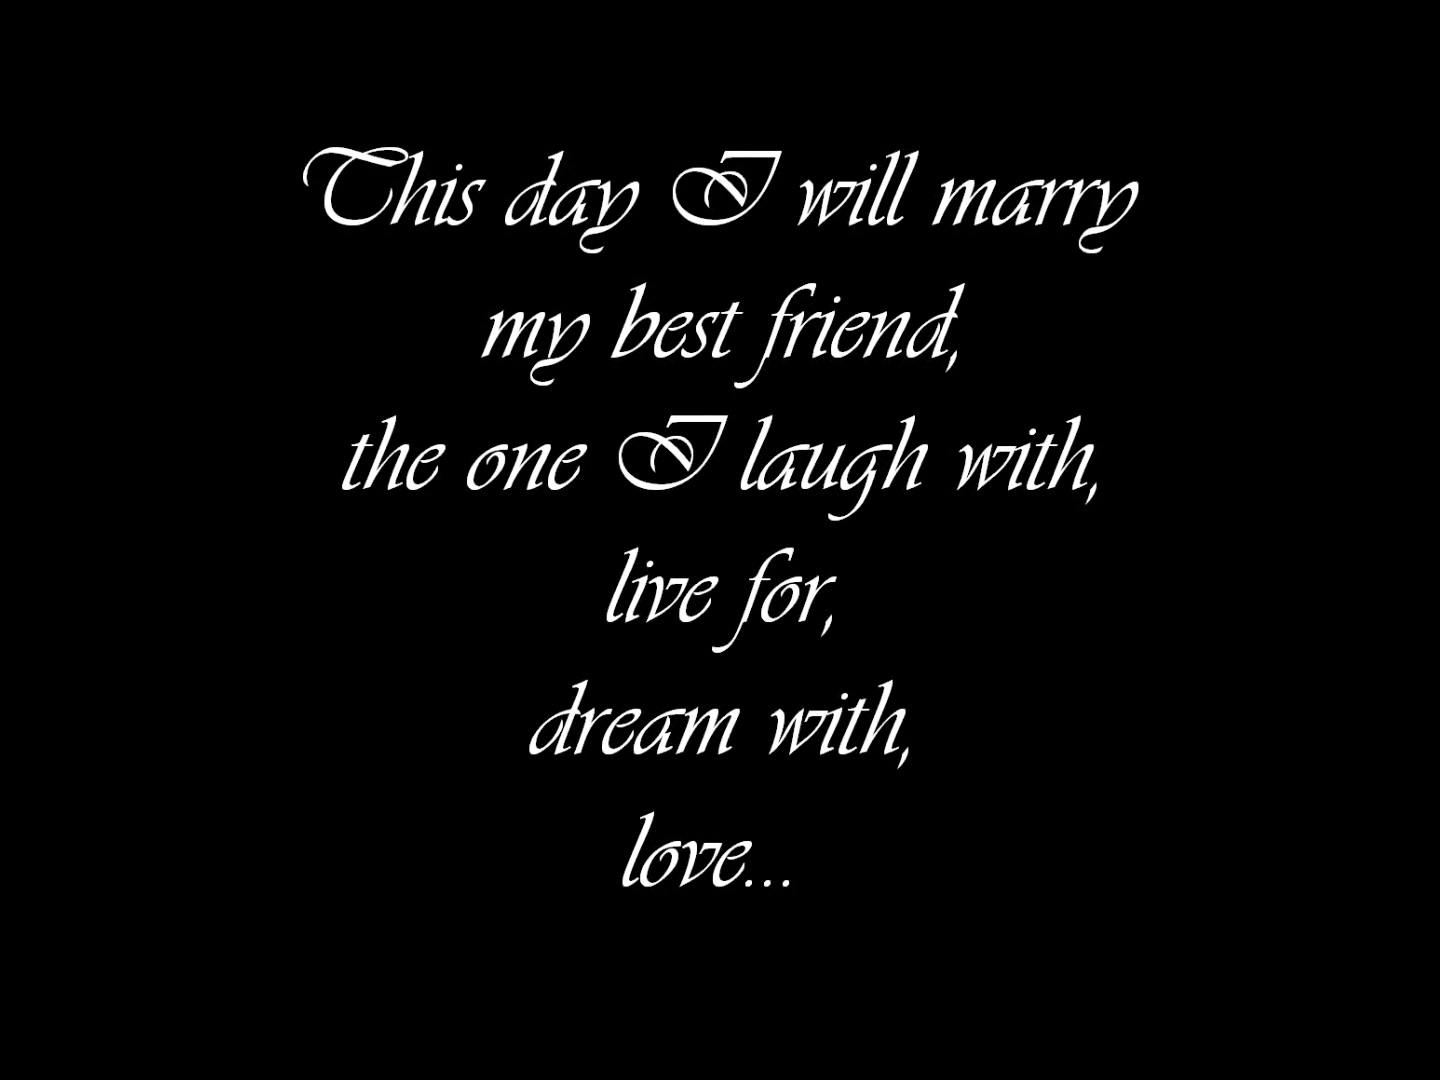 This day I will marry
my best friend,
the one I laugh with,
live for,
dream with,
love...